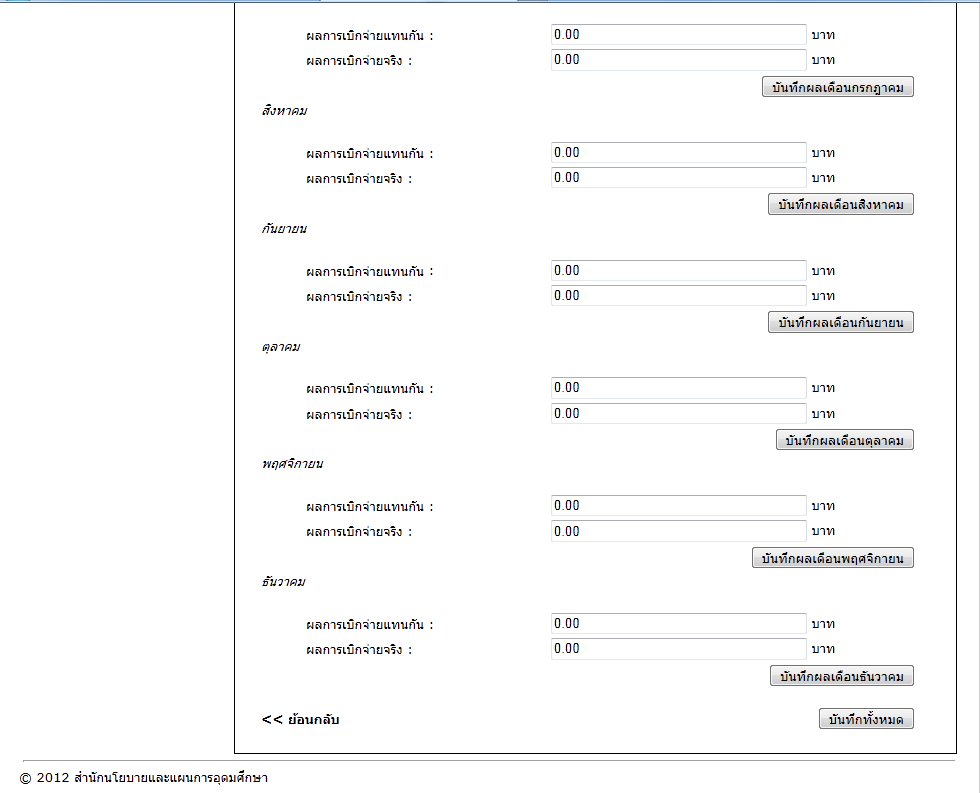 ผลการเบิกจ่ายแทนกัน : 0.00 บาท
ผลการเบิกจ่ายจริง : 0.00 บาท
บันทึกผลเดือนกรกฎาคม
สิงหาคม
ผลการเบิกจ่ายแทนกัน : 0.00 บาท
ผลการเบิกจ่ายจริง : 0.00 บาท
บันทึกผลเดือนสิงหาคม
กันยายน
ผลการเบิกจ่ายแทนกัน : 0.00 บาท
ผลการเบิกจ่ายจริง : 0.00 บาท
บันทึกผลเดือนกันยายน
ตุลาคม
ผลการเบิกจ่ายแทนกัน : 0.00 บาท
ผลการเบิกจ่ายจริง : 0.00 บาท
บันทึกผลเดือนตุลาคม
พฤศจิกายน
ผลการเบิกจ่ายแทนกัน : 0.00 บาท
ผลการเบิกจ่ายจริง : 0.00 บาท
บันทึกผลเดือนพฤศจิกายน
ธันวาคม
ผลการเบิกจ่ายแทนกัน : 0.00 บาท
ผลการเบิกจ่ายจริง : 0.00 บาท
บันทึกผลเดือนธันวาคม
<< ย้อนกลับ บันทึกทั้งหมด
© 2012 สำนักนโยบายและแผนการอุดมศึกษา